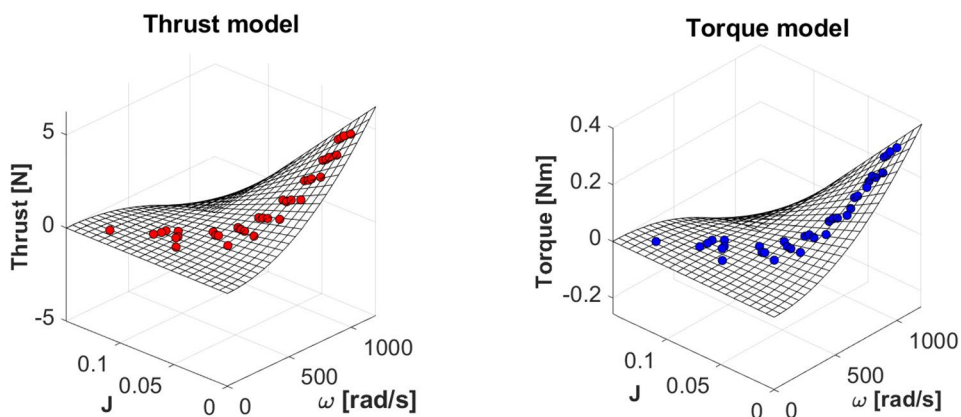 Thrust model
Thrust [N]
5
0
-5
0.1
0.05
0
J
0
500
1000
ω [rad/s]
Torque model
Torque [Nm]
0.4
0.2
0
-0.2
0.1
0.05
0
J
0
500
1000
ω [rad/s]